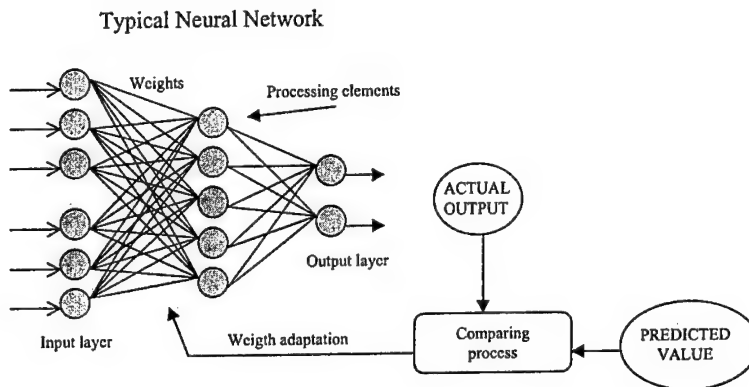 Typical Neural Network
Weights
Processing elements
ACTUAL
OUTPUT
Output layer
Input layer
Weigth adaptation
Comparing
process
PREDICTED
VALUE